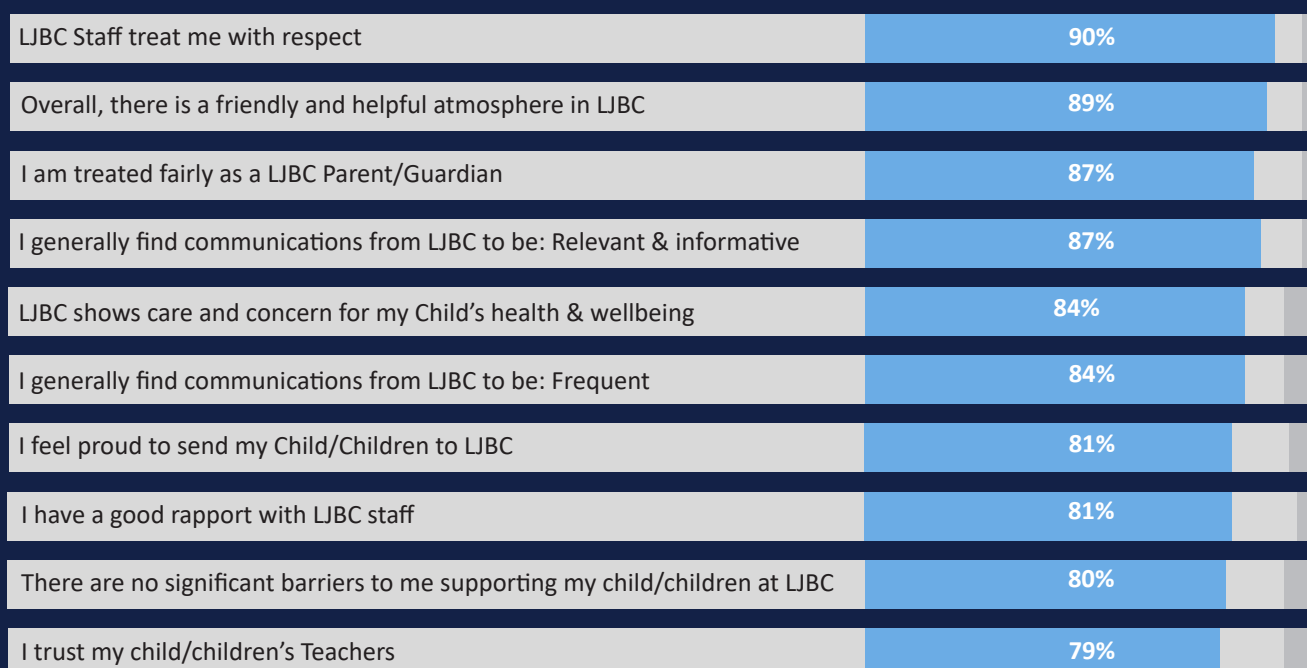 LJBC Staff treat me with respect 90%
Overall, there is a friendly and helpful atmosphere in LJBC 89%
I am treated fairly as a LJBC Parent/Guardian 87%
I generally find communications from LJBC to be: Relevant & informative 87%
LJBC shows care and concern for my Child’s health & wellbeing 84%
I generally find communications from LJBC to be: Frequent 84%
I feel proud to send my Child/Children to LJBC 81%
I have a good rapport with LJBC staff 81%
There are no significant barriers to me supporting my child/children at LJBC 80%
I trust my child/children’s Teachers 79%